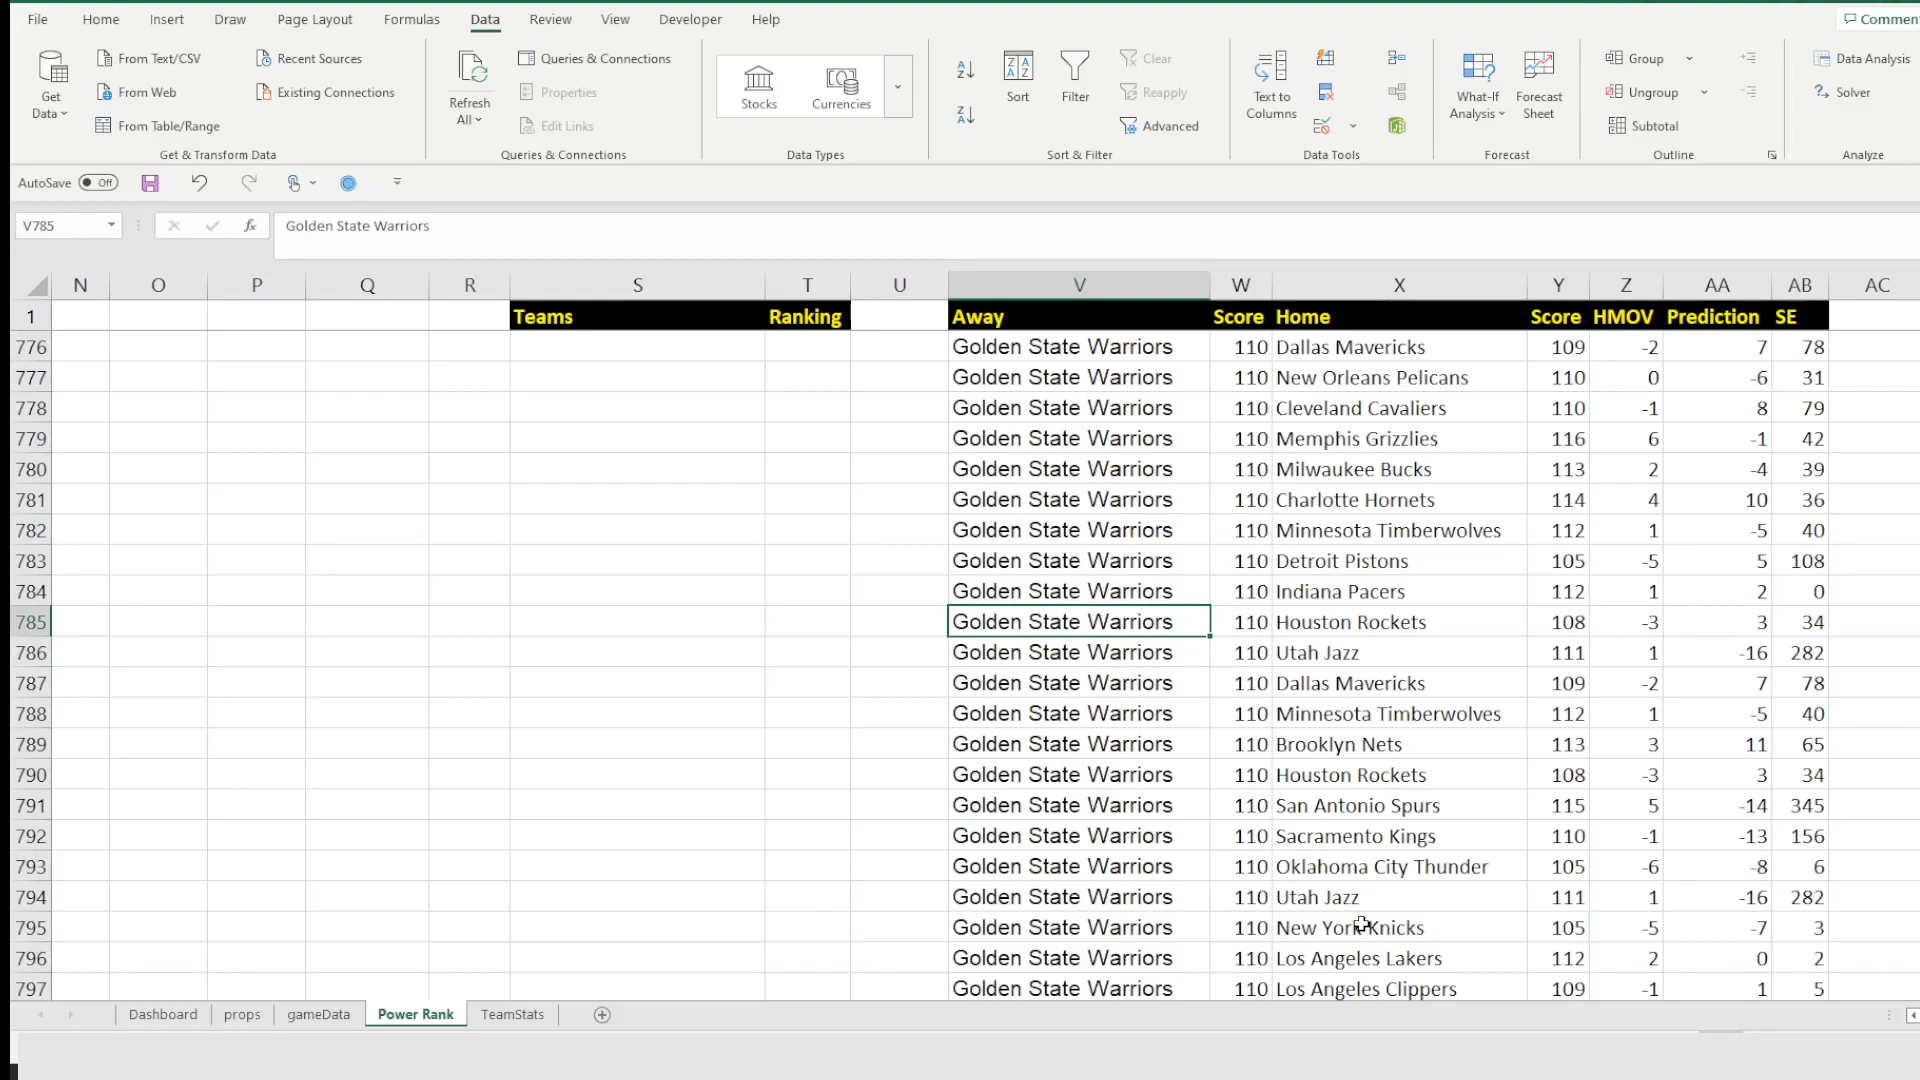 File Home Insert Draw Page Layout Formulas Data Review View Developer Help Commen
Get Data
From Text/CSV
From Web
From Table/Range
Recent Sources
Existing Connections
Get & Transform Data
Refresh All
Queries & Connections
Properties
Edit Links
Queries & Connections
Stocks Currencies
Data Types
Sort
Filter
Clear
Reapply
Advanced
Sort & Filter
Text to Columns
Data Tools
What-If Analysis
Forecast Sheet
Forecast
Group
Ungroup
Subtotal
Outline
Data Analysis
Solver
Analyze
AutoSave Off
V785 fx Golden State Warriors
N O P Q R S T U V W X Y Z AA AB AC
1 Teams Ranking Away Score Home Score HMOV Prediction SE
776 Golden State Warriors 110 Dallas Mavericks 109 -2 7 78
777 Golden State Warriors 110 New Orleans Pelicans 110 0 -6 31
778 Golden State Warriors 110 Cleveland Cavaliers 110 -1 8 79
779 Golden State Warriors 110 Memphis Grizzlies 116 6 -1 42
780 Golden State Warriors 110 Milwaukee Bucks 113 2 -4 39
781 Golden State Warriors 110 Charlotte Hornets 114 4 10 36
782 Golden State Warriors 110 Minnesota Timberwolves 112 1 -5 40
783 Golden State Warriors 110 Detroit Pistons 105 -5 5 108
784 Golden State Warriors 110 Indiana Pacers 112 1 2 0
785 Golden State Warriors 110 Houston Rockets 108 -3 3 34
786 Golden State Warriors 110 Utah Jazz 111 1 -16 282
787 Golden State Warriors 110 Dallas Mavericks 109 -2 7 78
788 Golden State Warriors 110 Minnesota Timberwolves 112 1 -5 40
789 Golden State Warriors 110 Brooklyn Nets 113 3 11 65
790 Golden State Warriors 110 Houston Rockets 108 -3 3 34
791 Golden State Warriors 110 San Antonio Spurs 115 5 -14 345
792 Golden State Warriors 110 Sacramento Kings 110 -1 -13 156
793 Golden State Warriors 110 Oklahoma City Thunder 105 -6 -8 6
794 Golden State Warriors 110 Utah Jazz 111 1 -16 282
795 Golden State Warriors 110 New York Knicks 105 -5 -7 3
796 Golden State Warriors 110 Los Angeles Lakers 112 2 0 2
797 Golden State Warriors 110 Los Angeles Clippers 109 -1 1 5
Dashboard props gameData Power Rank TeamStats